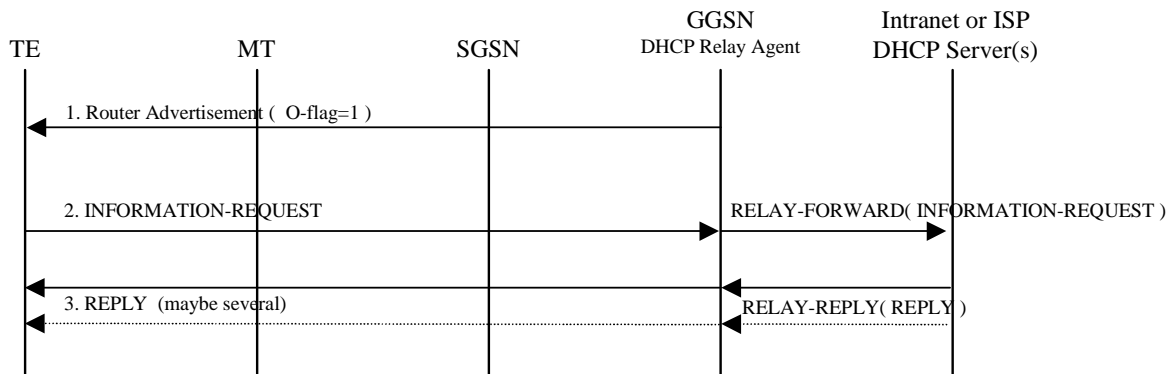 GGSN
Intranet or ISP
TE
MT
SGSN
DHCP Relay Agent
DHCP Server(s)
1. Router Advertisement ( O-flag=1 )
2. INFORMATION-REQUEST
RELAY-FORWARD( INFORMATION-REQUEST )
3. REPLY (maybe several)
RELAY-REPLY( REPLY )